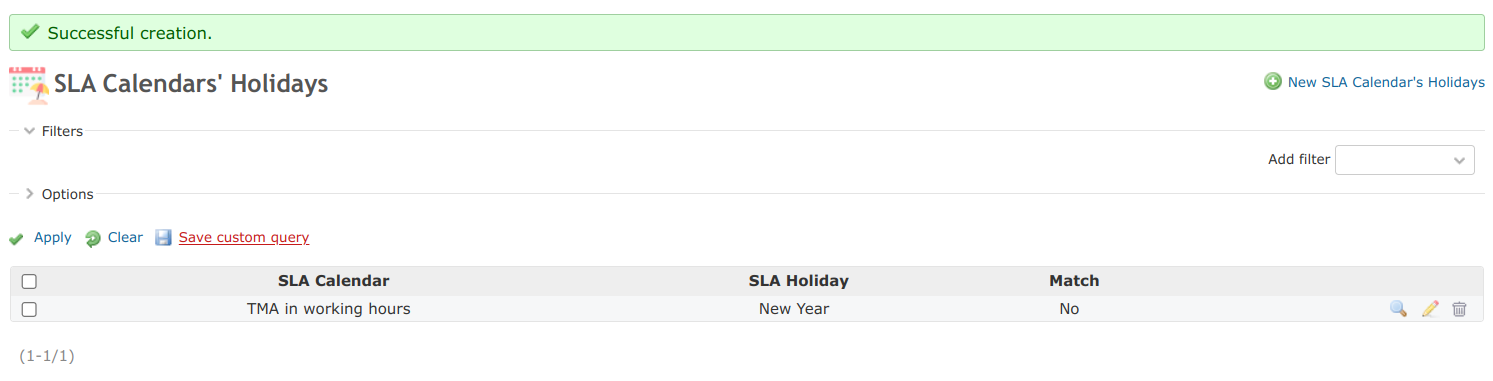 Successful creation.
SLA Calendars' Holidays
New SLA Calendar's Holidays
Filters
Add filter
Options
Apply Clear Save custom query
SLA Calendar SLA Holiday Match
TMA in working hours New Year No
(1-1/1)